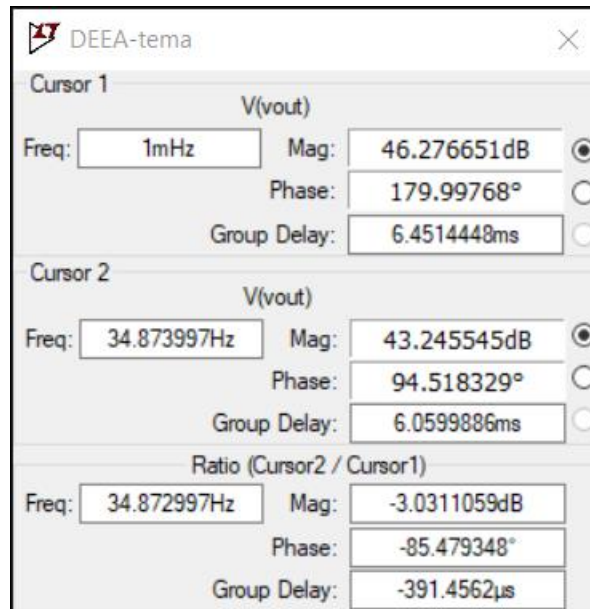 DEEA-tema
Cursor 1
V(vout)
Freq: 1mHz Mag: 46.276651dB
Phase: 179.99768°
Group Delay: 6.4514448ms
Cursor 2
V(vout)
Freq: 34.873997Hz Mag: 43.245545dB
Phase: 94.518329°
Group Delay: 6.0599886ms
Ratio (Cursor2 / Cursor1)
Freq: 34.872997Hz Mag: -3.0311059dB
Phase: -85.479348°
Group Delay: -391.4562µs